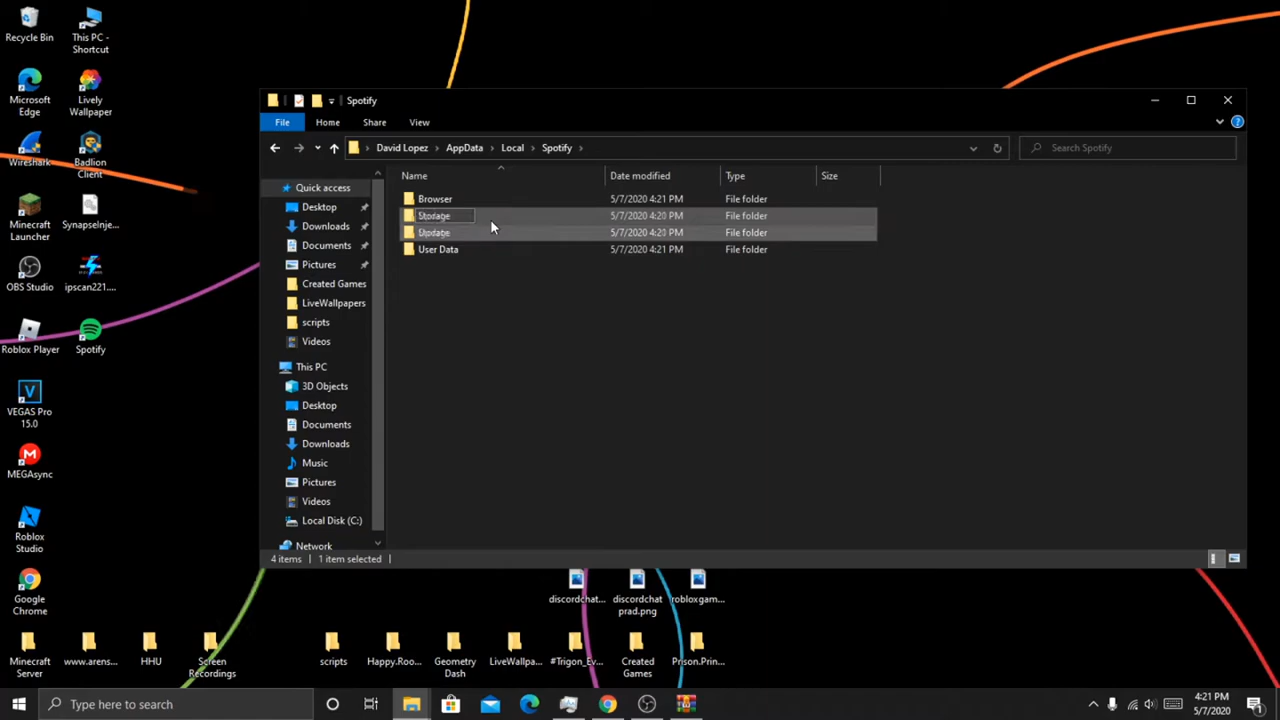 Recycle Bin
This PC -
Shortcut
Microsoft
Edge
Lively
Wallpaper
Wireshark
Badlion
Client
Minecraft
Launcher
SynapseInje...
OBS Studio
ipscan221....
Roblox Player
Spotify
VEGAS Pro
15.0
MEGAsync
Roblox
Studio
Google
Chrome
Minecraft
Server
www.arens...
HHU
Screen
Recordings
scripts
Happy.Roo...
Geometry
Dash
LiveWallpa...
#Trigon_Ev...
Created
Games
Prison.Prin...
discordchat...
discordchat
prad.png
robloxgam...
Spotify
File
Home
Share
View
David Lopez
AppData
Local
Spotify
Search Spotify
Name
Date modified
Type
Size
Browser
5/7/2020 4:21 PM
File folder
Storage
5/7/2020 4:20 PM
File folder
Update
5/7/2020 4:20 PM
File folder
User Data
5/7/2020 4:21 PM
File folder
Quick access
Desktop
Downloads
Documents
Pictures
Created Games
LiveWallpapers
scripts
Videos
This PC
3D Objects
Desktop
Documents
Downloads
Music
Pictures
Videos
Local Disk (C:)
Network
4 items
1 item selected
Type here to search
4:21 PM
5/7/2020